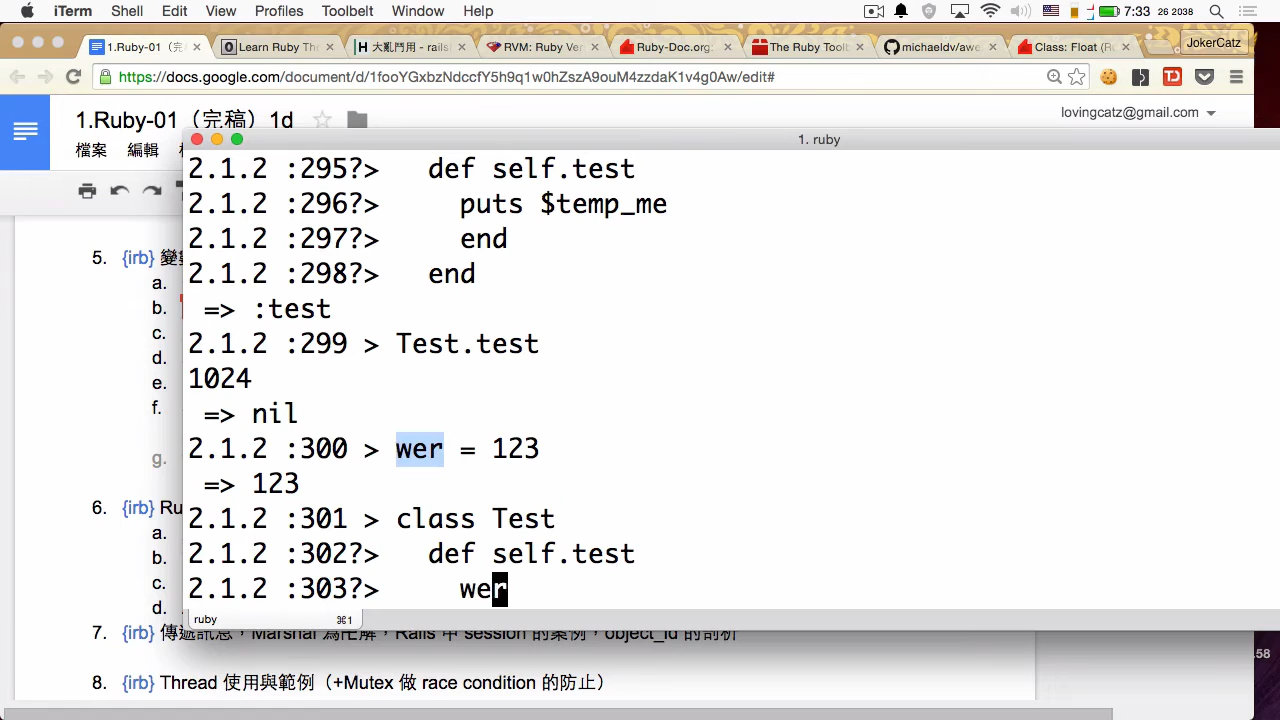 iTerm Shell Edit View Profiles Toolbelt Window Help 7:33 26 2038
1.Ruby-01（完 Learn Ruby Th 大亂鬥用 - rails RVM: Ruby Ver Ruby-Doc.org The Ruby Toolb michaeldv/awe Class: Float (R JokerCatz
https://docs.google.com/document/d/1fooYGxbzNdscfY5h9q1w0hZszA9ouM4zzdaK1v4g0Aw/edit#
1.Ruby-01（完稿）1d
lovingcatz@gmail.com
檔案 編輯
1. ruby
2.1.2 :295?> def self.test
2.1.2 :296?> puts $temp_me
2.1.2 :297?> end
2.1.2 :298?> end
=> :test
2.1.2 :299 > Test.test
1024
=> nil
2.1.2 :300 > wer = 123
=> 123
2.1.2 :301 > class Test
2.1.2 :302?> def self.test
2.1.2 :303?> wer
ruby ⌘1
5. {irb} 變
a.
b.
c.
d.
e.
f.
g.
6. {irb} Ru
a.
b.
c.
d.
7. {irb} 傳遞訊息，Marshal 為什麼，Rails 中 session 的案例，object_id 的剖析
8. {irb} Thread 使用與範例（+Mutex 做 race condition 的防止）
.58